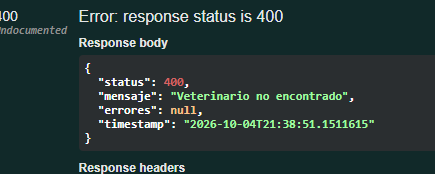 400
Undocumented
Error: response status is 400
Response body
{
  "status": 400,
  "mensaje": "Veterinario no encontrado",
  "errores": null,
  "timestamp": "2026-10-04T21:38:51.1511615"
}
Response headers